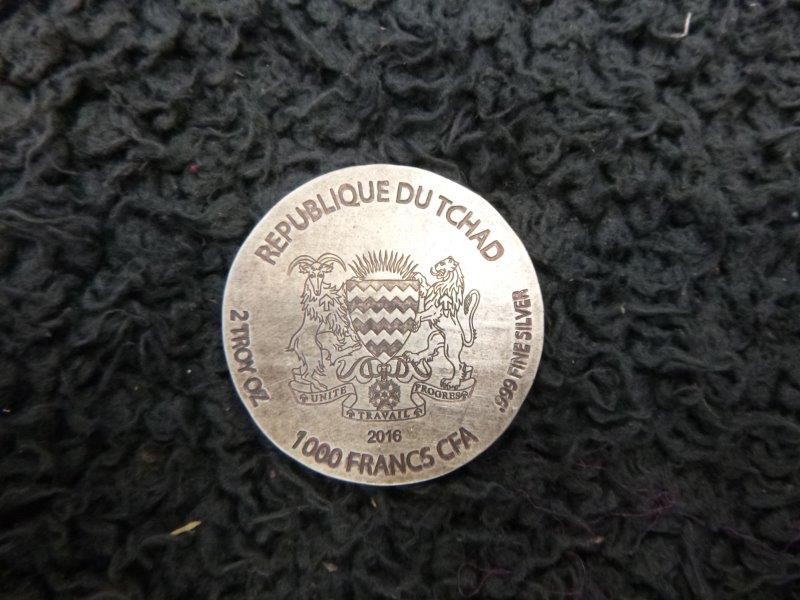 REPUBLIQUE DU TCHAD
2 TROY OZ
.999 FINE SILVER
UNITE
TRAVAIL
PROGRES
2016
1000 FRANCS CFA